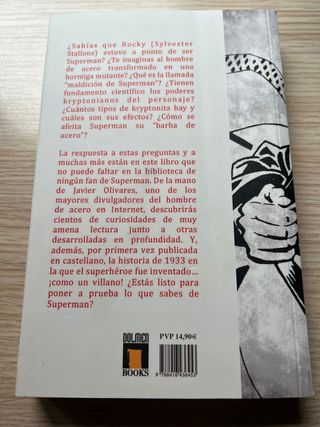 ¿Sabías que Rocky (Sylvester
Stallone) estuvo a punto de ser
Superman? ¿Te imaginas al hombre
de acero transformado en una
hormiga mutante? ¿Qué es la llamada
"maldición de Superman"? ¿Tienen
fundamento científico los poderes
kryptonianos del personaje?
¿Cuántos tipos de kryptonita hay y
cuáles son sus efectos? ¿Cómo se
afeita Superman su "barba de
acero"?
La respuesta a estas preguntas y a
muchas más están en este libro que
no puede faltar en la biblioteca de
ningún fan de Superman. De la mano
de Javier Olivares, uno de los
mayores divulgadores del hombre
de acero en Internet, descubrirás
cientos de curiosidades de muy
amena lectura junto a otras
desarrolladas en profundidad. Y,
además, por primera vez publicada
en castellano, la historia de 1933 en
la que el superhéroe fue inventado...
¡como un villano! ¿Estás listo para
poner a prueba lo que sabes de
Superman?
DOLMEN
BOOKS
PVP 14,90€
9 788418 436453